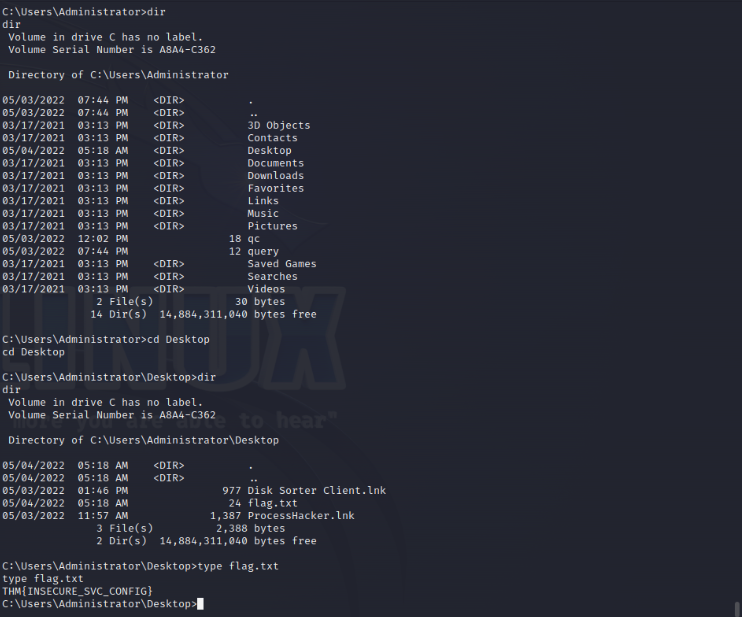 C:\Users\Administrator>dir
dir
 Volume in drive C has no label.
 Volume Serial Number is A8A4-C362

 Directory of C:\Users\Administrator

05/03/2022  07:44 PM    <DIR>          .
05/03/2022  07:44 PM    <DIR>          ..
03/17/2021  03:13 PM    <DIR>          3D Objects
03/17/2021  03:13 PM    <DIR>          Contacts
05/04/2022  05:18 AM    <DIR>          Desktop
03/17/2021  03:13 PM    <DIR>          Documents
03/17/2021  03:13 PM    <DIR>          Downloads
03/17/2021  03:13 PM    <DIR>          Favorites
03/17/2021  03:13 PM    <DIR>          Links
03/17/2021  03:13 PM    <DIR>          Music
03/17/2021  03:13 PM    <DIR>          Pictures
05/03/2022  12:02 PM                18 qc
05/03/2022  07:44 PM                12 query
03/17/2021  03:13 PM    <DIR>          Saved Games
03/17/2021  03:13 PM    <DIR>          Searches
03/17/2021  03:13 PM    <DIR>          Videos
               2 File(s)             30 bytes
              14 Dir(s)  14,884,311,040 bytes free

C:\Users\Administrator>cd Desktop
cd Desktop

C:\Users\Administrator\Desktop>dir
dir
 Volume in drive C has no label.
 Volume Serial Number is A8A4-C362

 Directory of C:\Users\Administrator\Desktop

05/04/2022  05:18 AM    <DIR>          .
05/04/2022  05:18 AM    <DIR>          ..
05/03/2022  01:46 PM               977 Disk Sorter Client.lnk
05/04/2022  05:18 AM                24 flag.txt
05/03/2022  11:57 AM             1,387 ProcessHacker.lnk
               3 File(s)          2,388 bytes
               2 Dir(s)  14,884,311,040 bytes free

C:\Users\Administrator\Desktop>type flag.txt
type flag.txt
THM{INSECURE_SVC_CONFIG}
C:\Users\Administrator\Desktop>
LINUX
more you are able to hear"